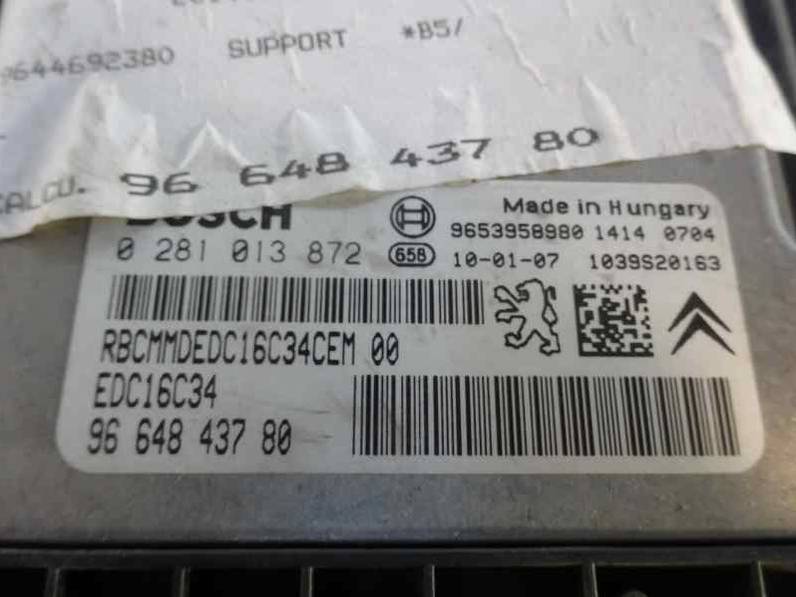 9644692380 SUPPORT *B5/
CALCU. 96 648 437 80
BOSCH
Made in Hungary
9653958980 1414 0704
0 281 013 872 658 10-01-07 1039S20163
RBCMMDEDC16C34CEM 00
EDC16C34
96 648 437 80